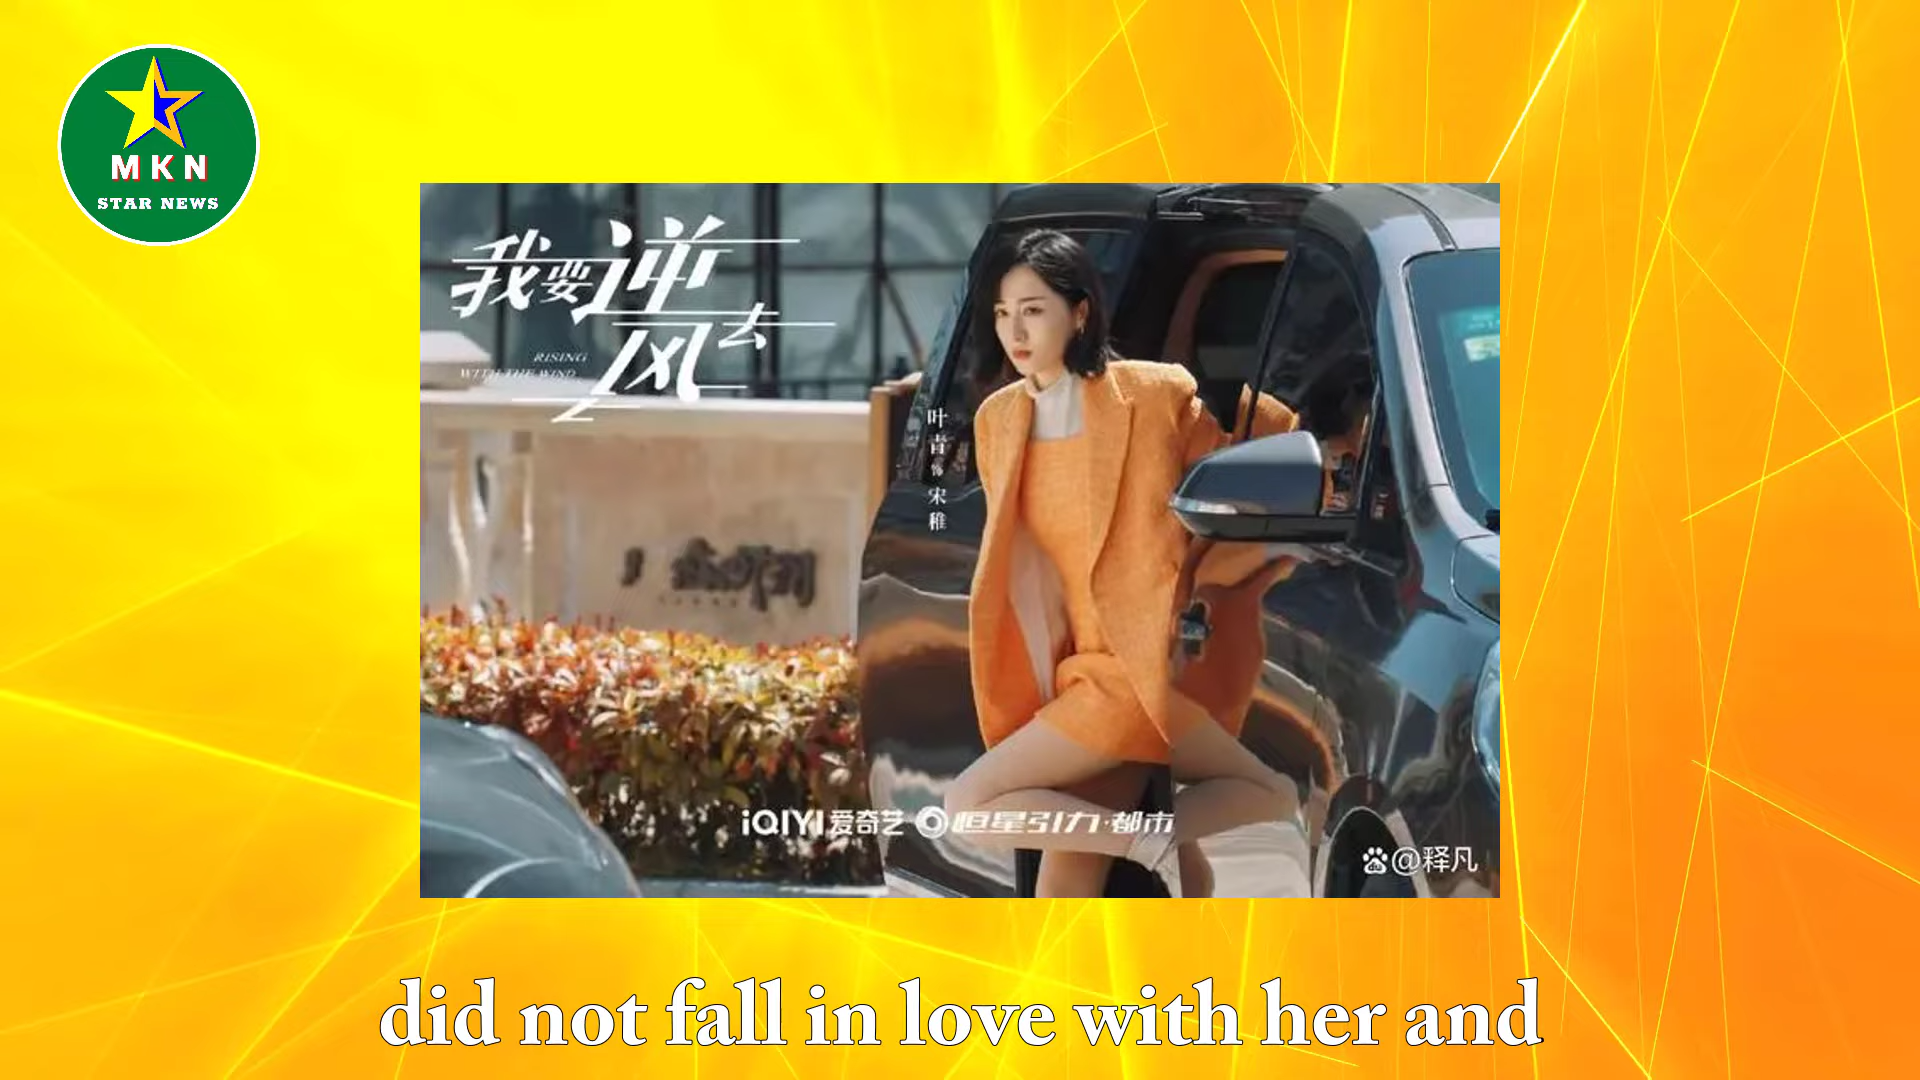 MKN
STAR NEWS
我要逆风去
RISING
WITH THE WIND
叶青 饰 宋稚
iQIYI 爱奇艺 恒星引力·都市
@释凡
did not fall in love with her and